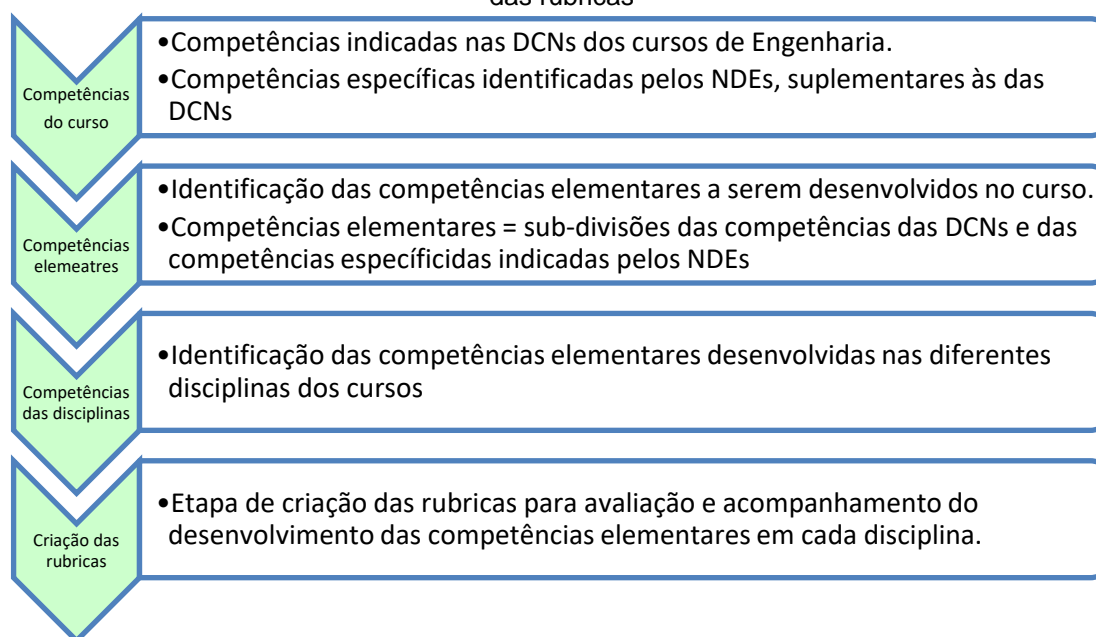 das rubricas
Competências
do curso
•Competências indicadas nas DCNs dos cursos de Engenharia.
•Competências específicas identificadas pelos NDEs, suplementares às das
DCNs
Competências
elemeatres
•Identificação das competências elementares a serem desenvolvidos no curso.
•Competências elementares = sub-divisões das competências das DCNs e das
competências específicidas indicadas pelos NDEs
Competências
das disciplinas
•Identificação das competências elementares desenvolvidas nas diferentes
disciplinas dos cursos
Criação das
rubricas
•Etapa de criação das rubricas para avaliação e acompanhamento do
desenvolvimento das competências elementares em cada disciplina.